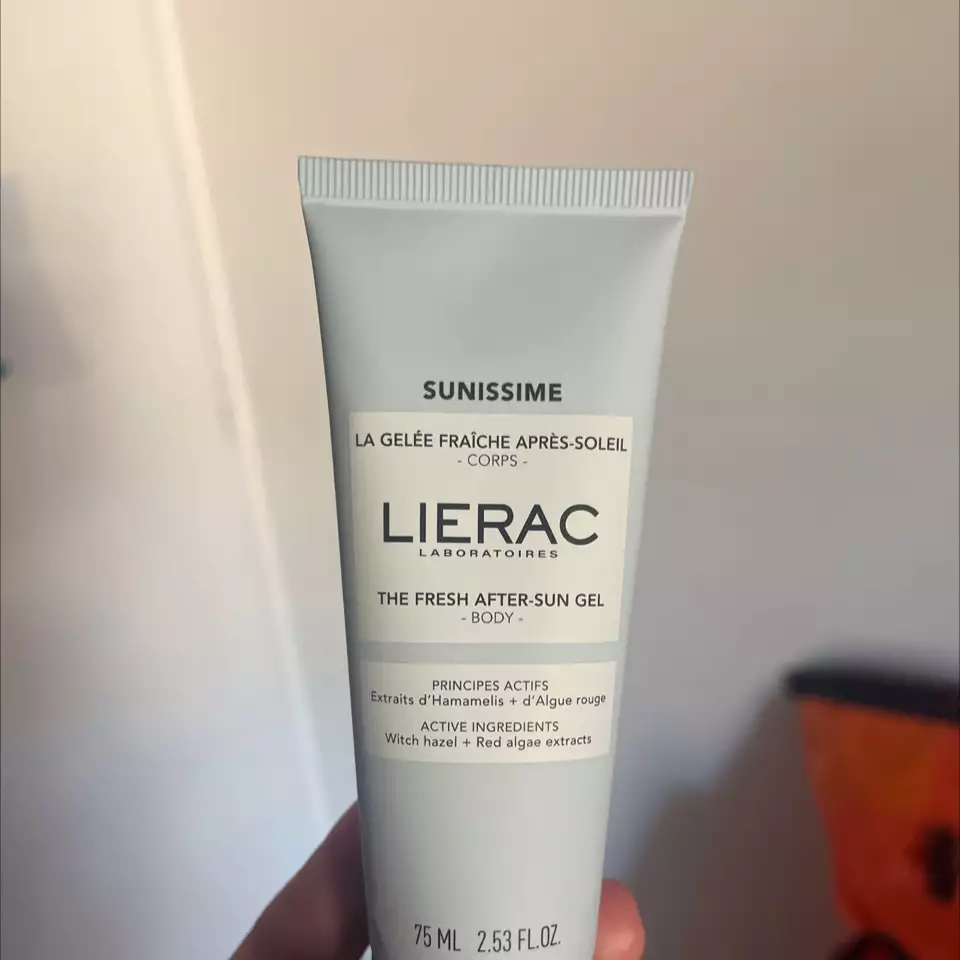 SUNISSIME
LA GELÉE FRAÎCHE APRÈS-SOLEIL
- CORPS -
LIERAC
LABORATOIRES
THE FRESH AFTER-SUN GEL
- BODY -
PRINCIPES ACTIFS
Extraits d'Hamamelis + d'Algue rouge
ACTIVE INGREDIENTS
Witch hazel + Red algae extracts
75 ML 2.53 FL.OZ.